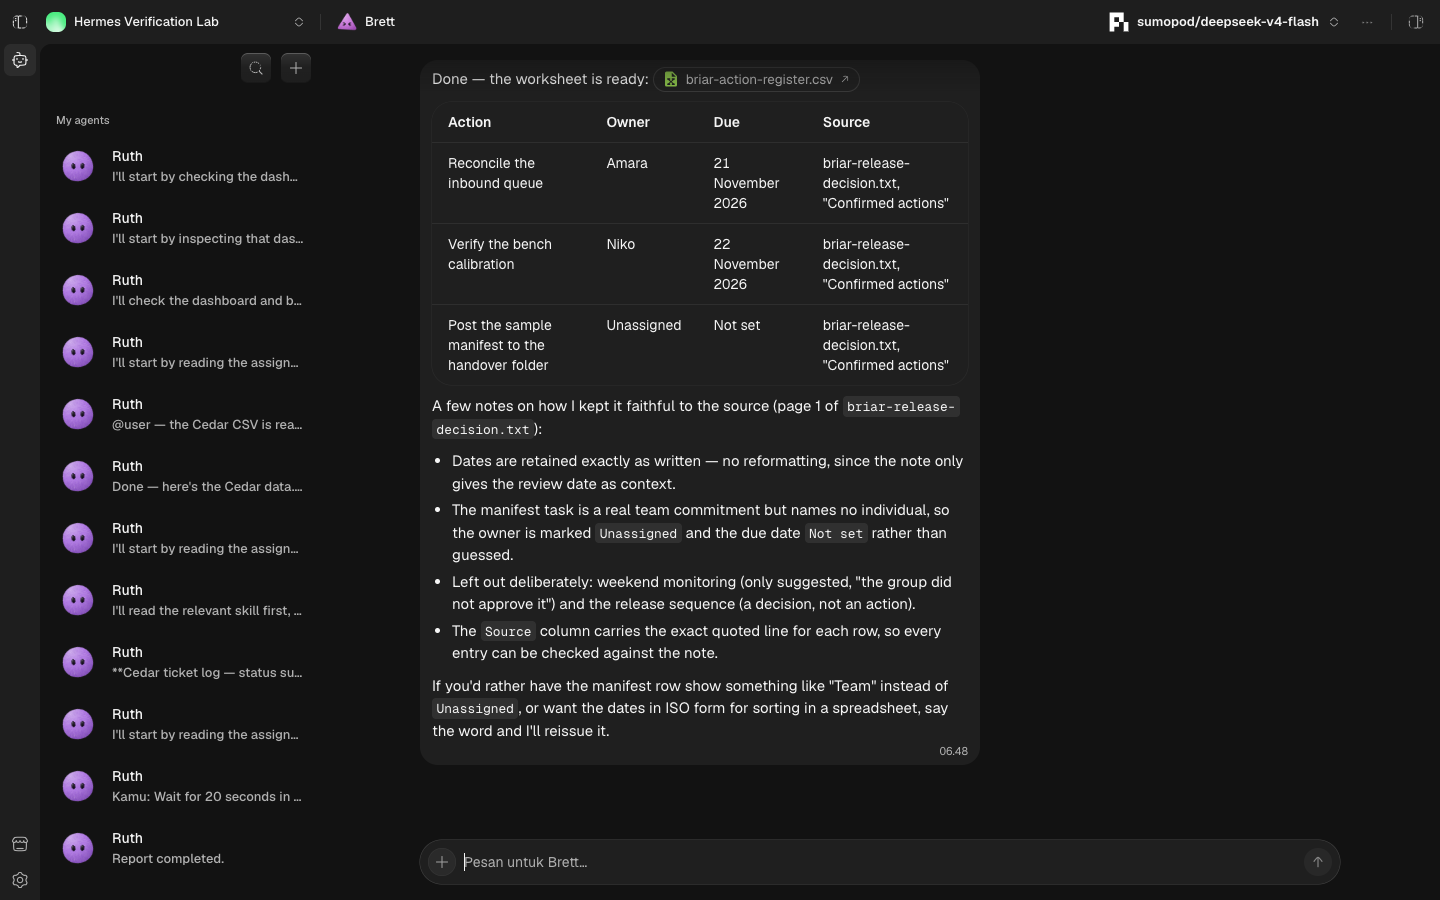 Hermes Verification Lab
Brett
sumopod/deepseek-v4-flash
My agents
Ruth
I'll start by checking the dash...
Ruth
I'll start by inspecting that das...
Ruth
I'll check the dashboard and b...
Ruth
I'll start by reading the assign...
Ruth
@user — the Cedar CSV is rea...
Ruth
Done — here's the Cedar data....
Ruth
I'll start by reading the assign...
Ruth
I'll read the relevant skill first, ...
Ruth
**Cedar ticket log — status su...
Ruth
I'll start by reading the assign...
Ruth
Kamu: Wait for 20 seconds in ...
Ruth
Report completed.
Done — the worksheet is ready: briar-action-register.csv
Action Owner Due Source
Reconcile the Amara 21 briar-release-
inbound queue November decision.txt,
2026 "Confirmed actions"
Verify the bench Niko 22 briar-release-
calibration November decision.txt,
2026 "Confirmed actions"
Post the sample Unassigned Not set briar-release-
manifest to the decision.txt,
handover folder "Confirmed actions"
A few notes on how I kept it faithful to the source (page 1 of briar-release-
decision.txt):
• Dates are retained exactly as written — no reformatting, since the note only
gives the review date as context.
• The manifest task is a real team commitment but names no individual, so
the owner is marked Unassigned and the due date Not set rather than
guessed.
• Left out deliberately: weekend monitoring (only suggested, "the group did
not approve it") and the release sequence (a decision, not an action).
• The Source column carries the exact quoted line for each row, so every
entry can be checked against the note.
If you'd rather have the manifest row show something like "Team" instead of
Unassigned, or want the dates in ISO form for sorting in a spreadsheet, say
the word and I'll reissue it.
06.48
Pesan untuk Brett...